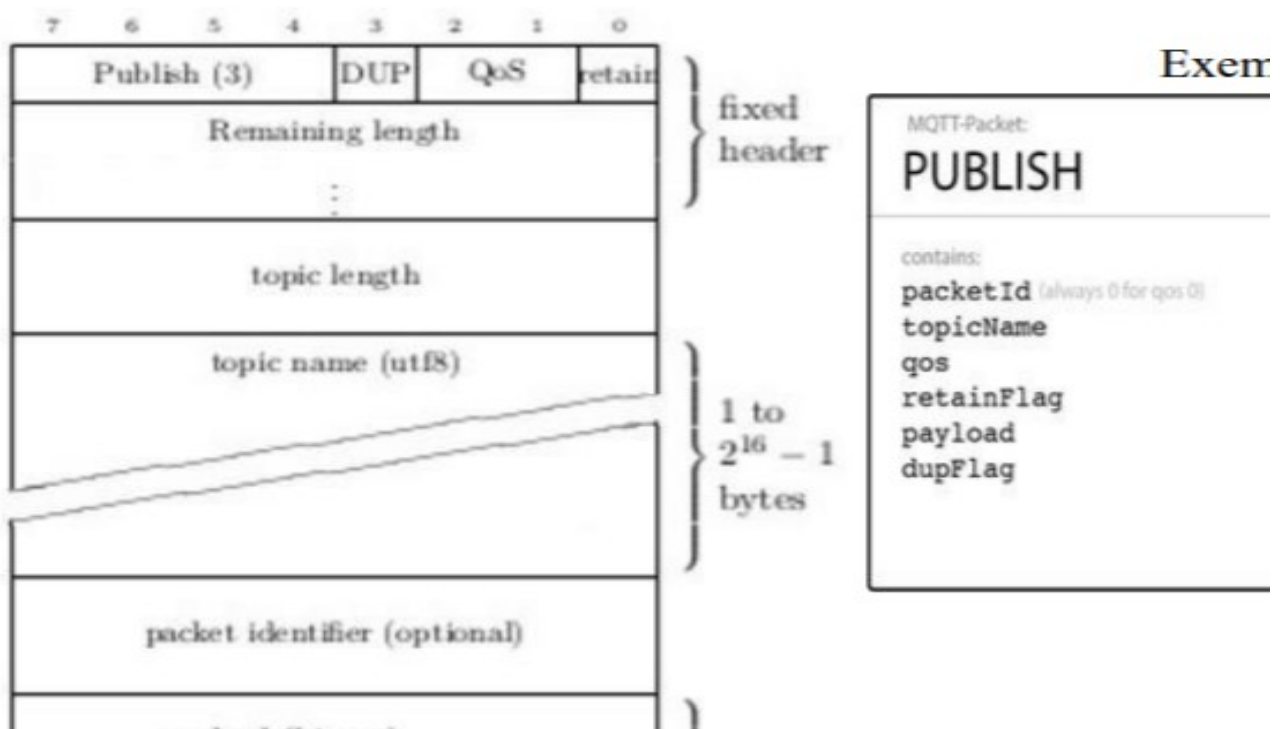 7 6 5 4 3 2 1 0
Publish (3) DUP QoS retain
Remaining length
⋮
fixed
header
topic length
topic name (utf8)
1 to
2^16 − 1
bytes
packet identifier (optional)
Exem
MQTT-Packet:
PUBLISH
contains:
packetId (always 0 for qos 0)
topicName
qos
retainFlag
payload
dupFlag